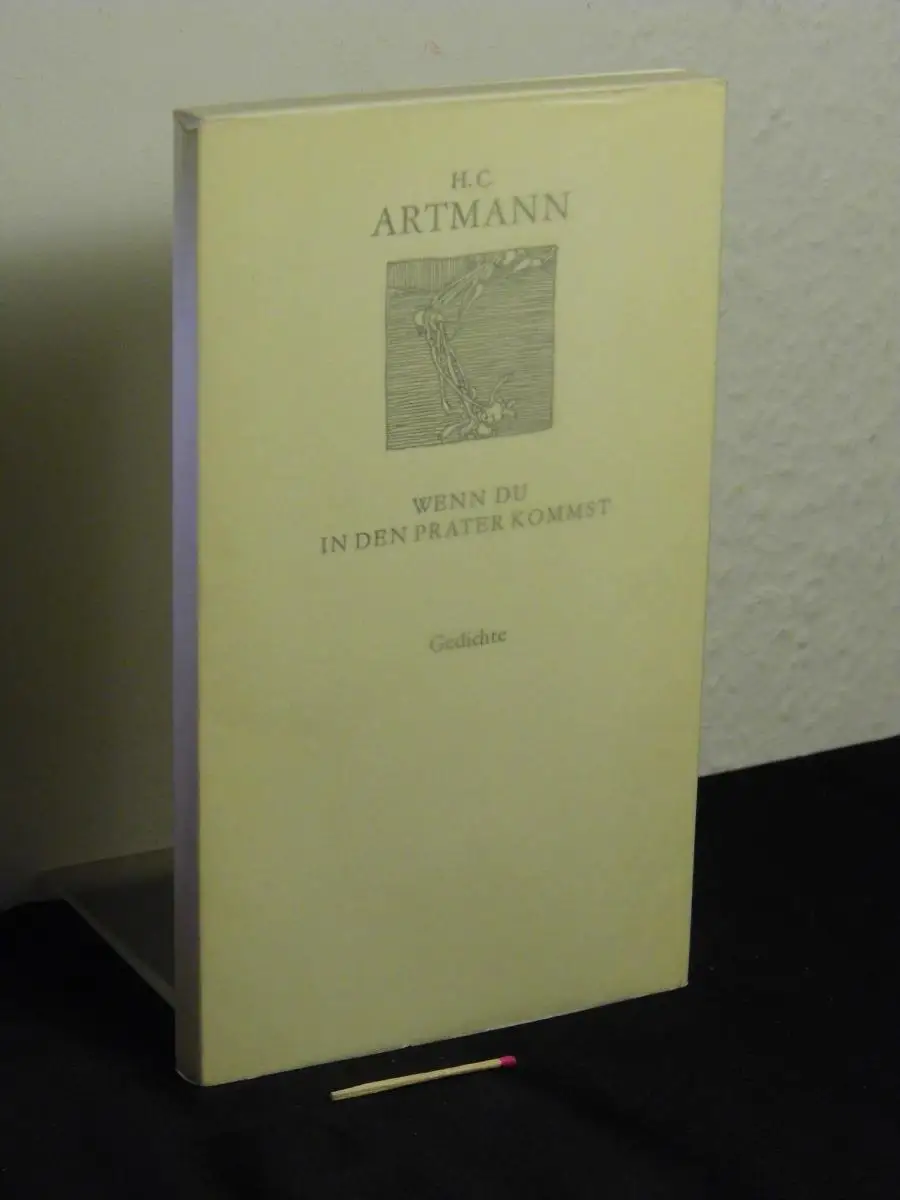 H.C.
ARTMANN
WENN DU
IN DEN PRATER KOMMST
Gedichte